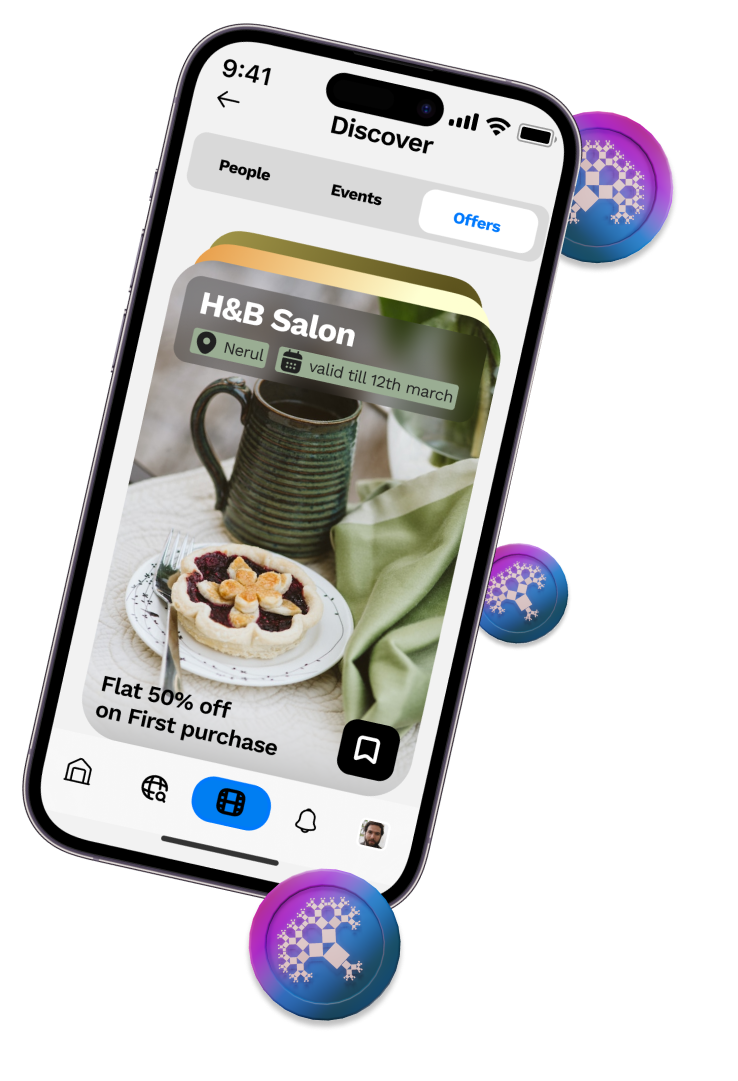 9:41
Discover
People Events Offers
H&B Salon
Nerul valid till 12th march
Flat 50% off
on First purchase